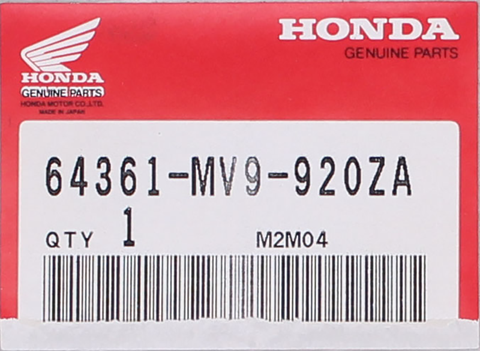 HONDA
GENUINE PARTS
HONDA
GENUINE PARTS
HONDA MOTOR CO.,LTD.
MADE IN JAPAN
64361-MV9-920ZA
QTY 1 M2M04